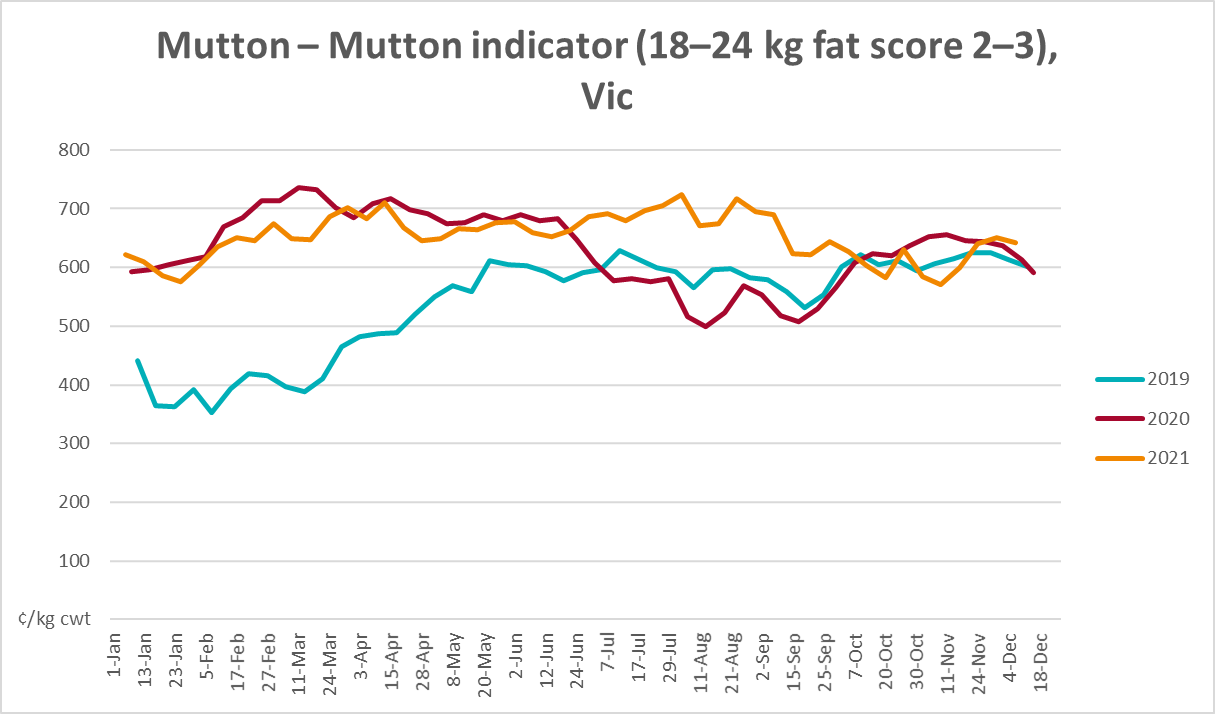 Mutton – Mutton indicator (18–24 kg fat score 2–3),
Vic
800
700
600
500
400
300
200
100
¢/kg cwt
1-Jan
13-Jan
23-Jan
5-Feb
17-Feb
27-Feb
11-Mar
24-Mar
3-Apr
15-Apr
28-Apr
8-May
20-May
2-Jun
12-Jun
24-Jun
7-Jul
17-Jul
29-Jul
11-Aug
21-Aug
2-Sep
15-Sep
25-Sep
7-Oct
20-Oct
30-Oct
11-Nov
24-Nov
4-Dec
18-Dec
2019
2020
2021